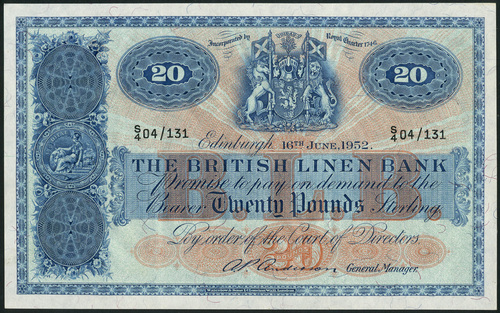 Incorporated by Royal Charter 1746
20 20
S/4 04/131 S/4 04/131
Edinburgh, 16TH JUNE, 1952.
THE BRITISH LINEN BANK
Promise to pay on demand to the
Bearer Twenty Pounds Sterling
By order of the Court of Directors
A.P. Anderson General Manager.
£20